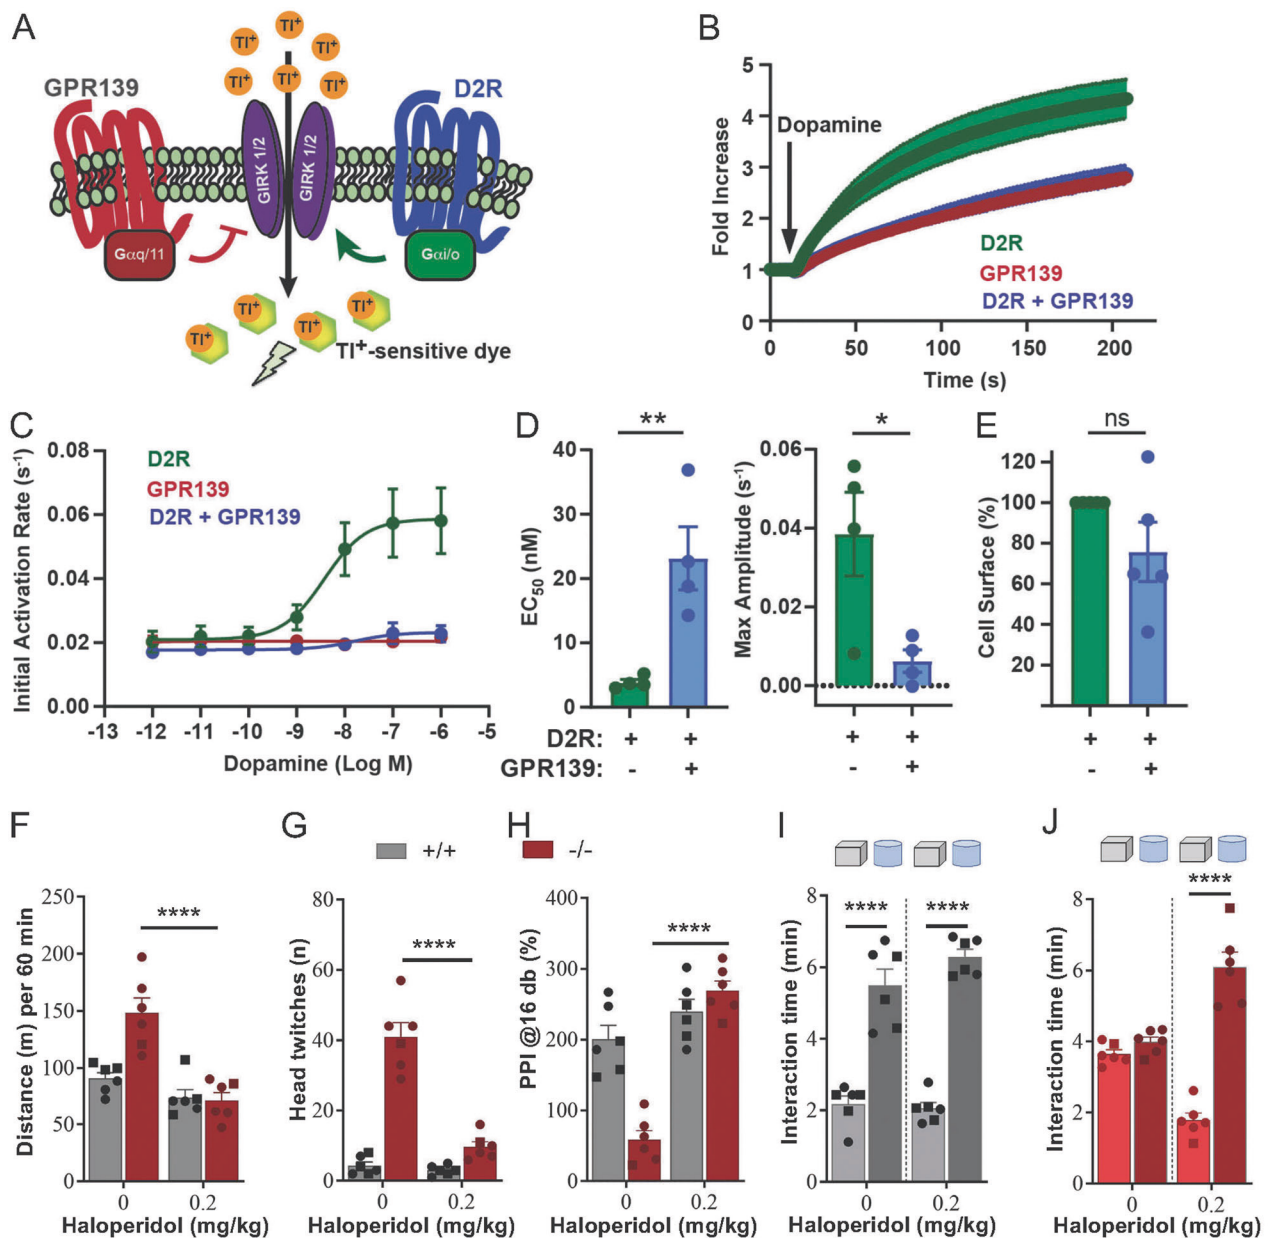 A
GPR139
D2R
Tl⁺
Tl⁺
Tl⁺
Tl⁺
Tl⁺
Tl⁺
GIRK 1/2
GIRK 1/2
Gαq/11
Gαi/o
Tl⁺
Tl⁺
Tl⁺
Tl⁺
Tl⁺-sensitive dye
B
Fold Increase
5
4
3
2
1
0
Dopamine
D2R
GPR139
D2R + GPR139
0
50
100
150
200
Time (s)
C
Initial Activation Rate (s⁻¹)
0.08
0.06
0.04
0.02
0.00
D2R
GPR139
D2R + GPR139
-13
-12
-11
-10
-9
-8
-7
-6
-5
Dopamine (Log M)
D
EC₅₀ (nM)
40
30
20
10
0
**
Max Amplitude (s⁻¹)
0.06
0.04
0.02
0.00
*
D2R: + + + +
GPR139: - + - +
E
Cell Surface (%)
120
100
80
60
40
20
ns
+ +
- +
F
Distance (m) per 60 min
250
200
150
100
50
0
****
0
0.2
Haloperidol (mg/kg)
G
+/+
-/-
Head twitches (n)
80
60
40
20
0
****
0
0.2
Haloperidol (mg/kg)
H
PPI @16 db (%)
400
300
200
100
0
****
0
0.2
Haloperidol (mg/kg)
I
Interaction time (min)
8
6
4
2
0
****
****
0
0.2
Haloperidol (mg/kg)
J
Interaction time (min)
8
6
4
2
0
****
0
0.2
Haloperidol (mg/kg)